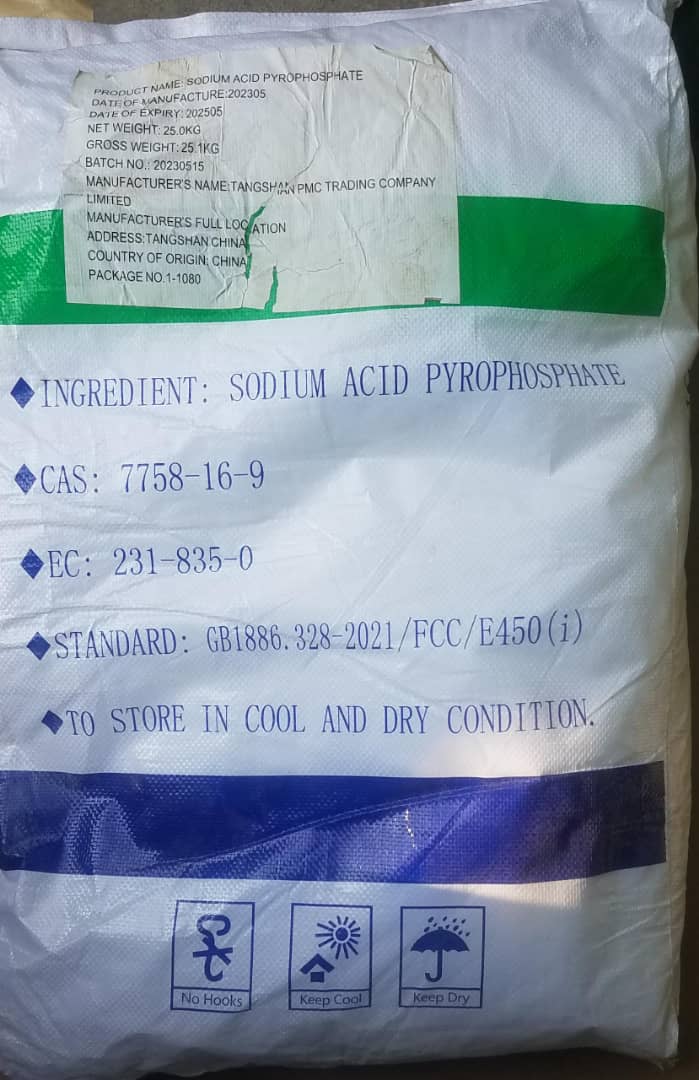 PRODUCT NAME: SODIUM ACID PYROPHOSPHATE
DATE OF MANUFACTURE:202305
DATE OF EXPIRY: 202505
NET WEIGHT: 25.0KG
GROSS WEIGHT: 25.1KG
BATCH NO.: 20230515
MANUFACTURER'S NAME:TANGSHAN PMC TRADING COMPANY
LIMITED
MANUFACTURER'S FULL LOCATION
ADDRESS:TANGSHAN CHINA
COUNTRY OF ORIGIN: CHINA
PACKAGE NO.1-1080
◆INGREDIENT: SODIUM ACID PYROPHOSPHATE
◆CAS: 7758-16-9
◆EC: 231-835-0
◆STANDARD: GB1886.328-2021/FCC/E450(i)
◆TO STORE IN COOL AND DRY CONDITION.
No Hooks
Keep Cool
Keep Dry